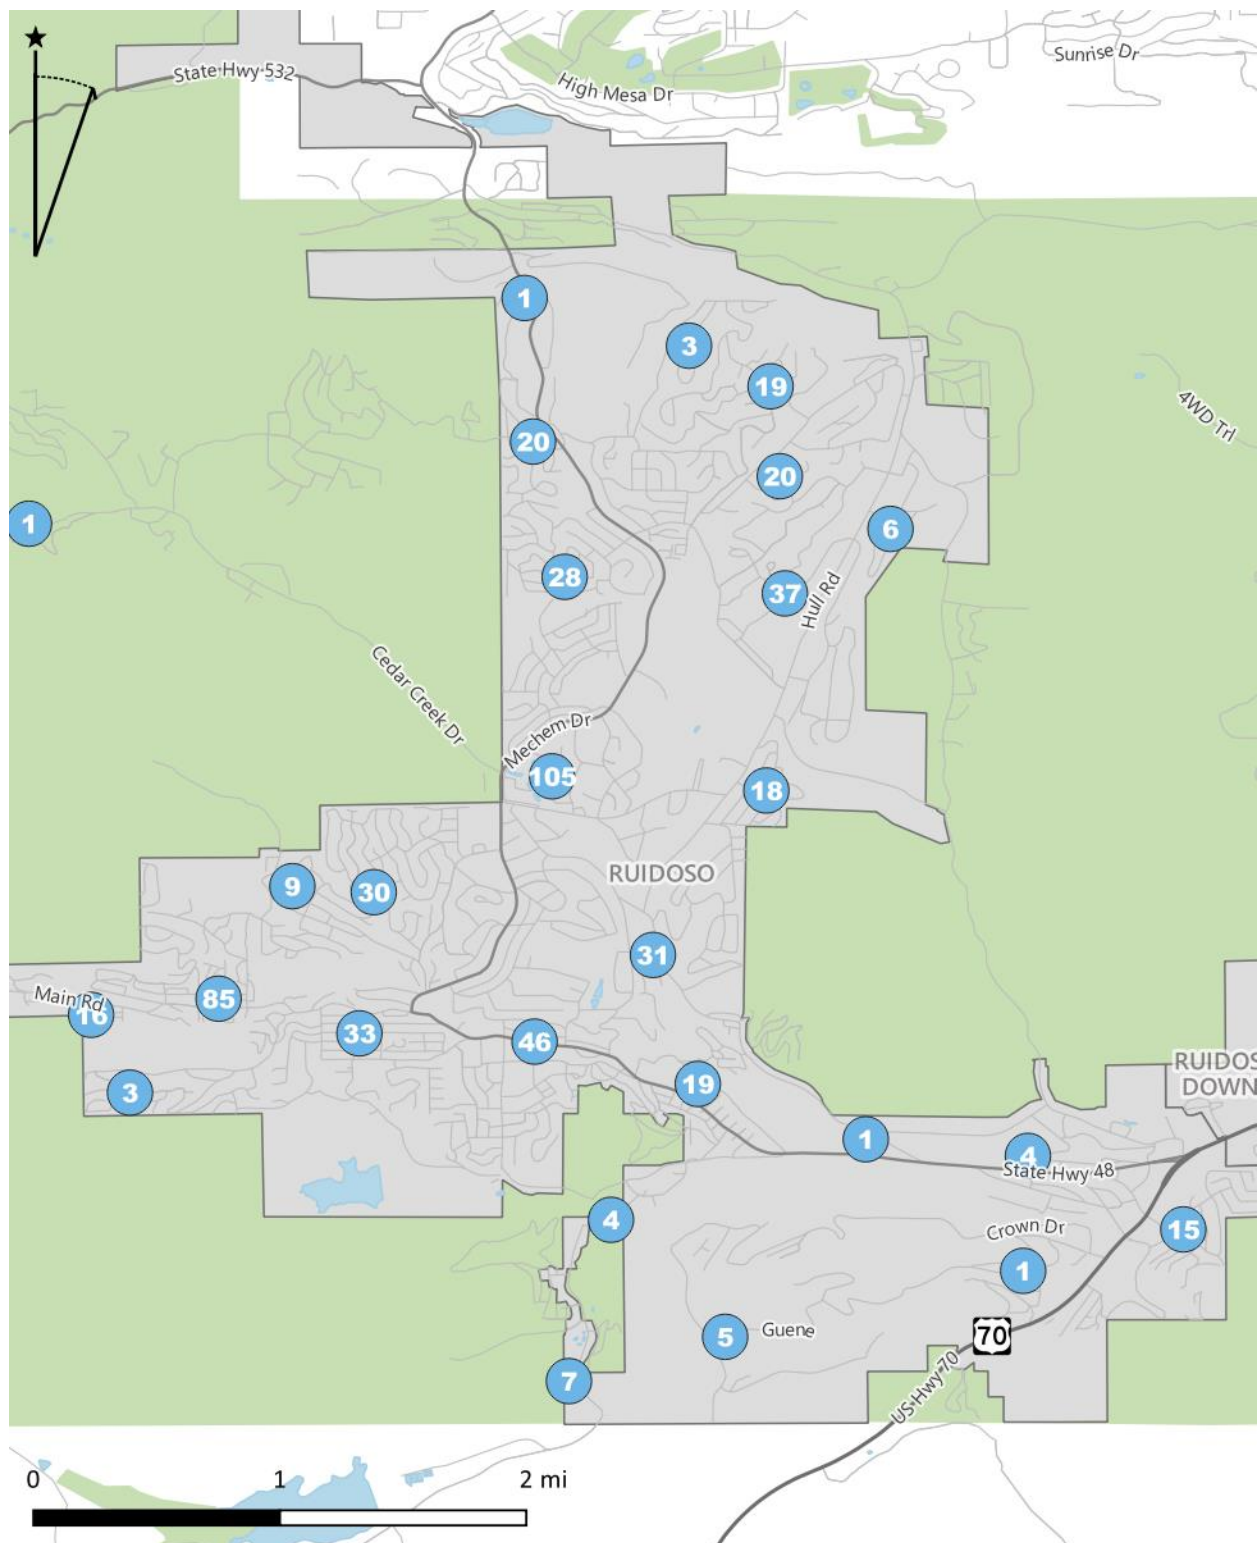 Sunrise Dr
State Hwy 532
High Mesa Dr
1
3
19
4WD Trl
20
20
1
6
28
37
Hull Rd
Cedar Creek Dr
Mechem Dr
105
18
RUIDOSO
9
30
31
Main Rd
16
85
33
46
RUIDOS
DOWN
19
3
1
4
State Hwy 48
4
Crown Dr
15
1
5
Guene
70
7
US Hwy 70
0 1 2 mi